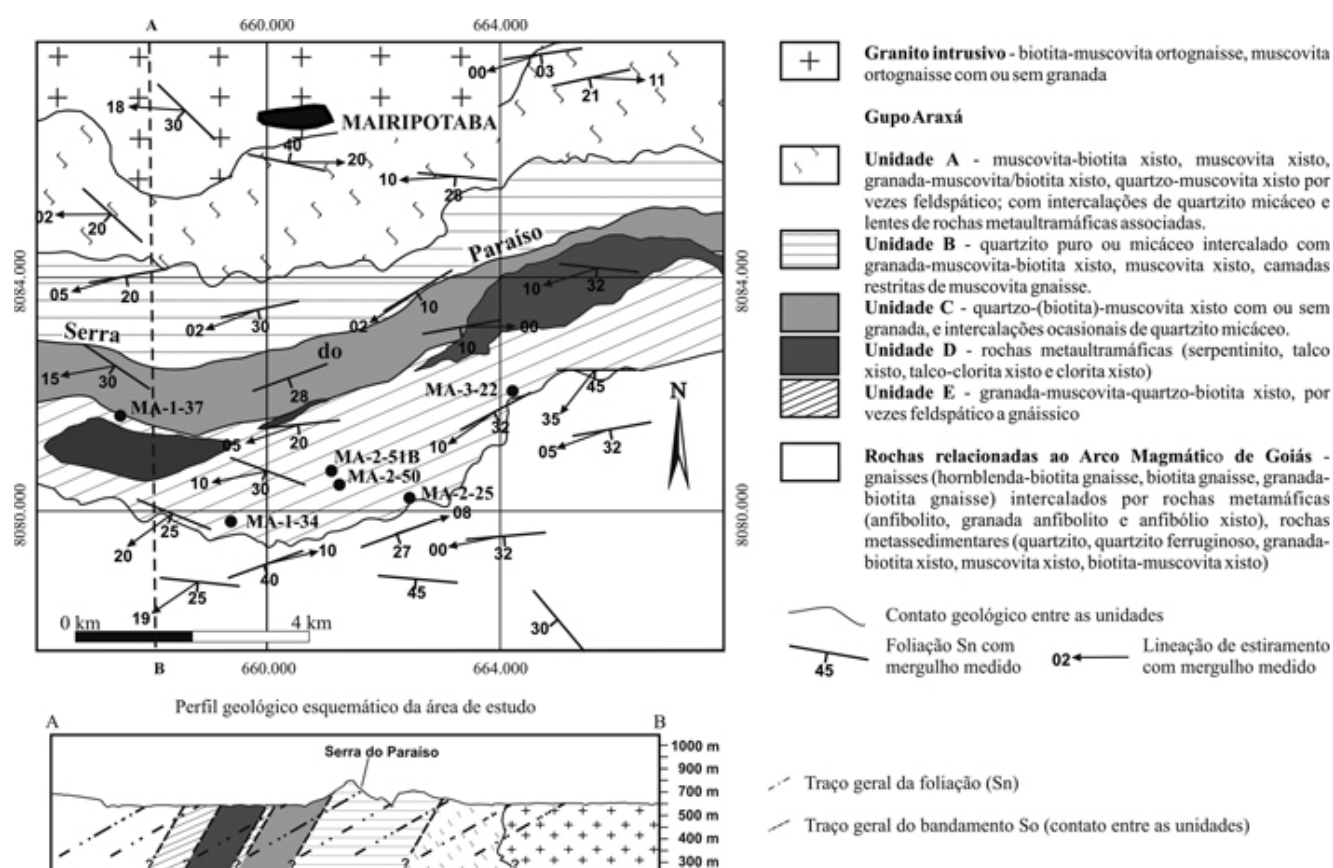 A
660.000
664.000
00
03
11
21
18
30
MAIRIPOTABA
40
20
10
28
02
20
Paraíso
8084.000
8084.000
05
20
10
32
02
10
02
30
Serra
do
00
10
15
30
28
45
MA-3-22
N
MA-1-37
35
32
05
20
10
05
32
MA-2-51B
10
30
MA-2-50
MA-2-25
8080.000
8080.000
25
MA-1-34
08
20
10
27
00
32
40
25
45
19
30
0 km
4 km
B
660.000
664.000
Granito intrusivo - biotita-muscovita ortognaisse, muscovita
ortognaisse com ou sem granada
Gupo Araxá
Unidade A - muscovita-biotita xisto, muscovita xisto,
granada-muscovita/biotita xisto, quartzo-muscovita xisto por
vezes feldspático; com intercalações de quartzito micáceo e
lentes de rochas metaultramáficas associadas.
Unidade B - quartzito puro ou micáceo intercalado com
granada-muscovita-biotita xisto, muscovita xisto, camadas
restritas de muscovita gnaisse.
Unidade C - quartzo-(biotita)-muscovita xisto com ou sem
granada, e intercalações ocasionais de quartzito micáceo.
Unidade D - rochas metaultramáficas (serpentinito, talco
xisto, talco-clorita xisto e clorita xisto)
Unidade E - granada-muscovita-quartzo-biotita xisto, por
vezes feldspático a gnáissico
Rochas relacionadas ao Arco Magmático de Goiás -
gnaisses (hornblenda-biotita gnaisse, biotita gnaisse, granada-
biotita gnaisse) intercalados por rochas metamáficas
(anfibolito, granada anfibolito e anfibólio xisto), rochas
metassedimentares (quartzito, quartzito ferruginoso, granada-
biotita xisto, muscovita xisto, biotita-muscovita xisto)
Contato geológico entre as unidades
45
Foliação Sn com
mergulho medido
02
Lineação de estiramento
com mergulho medido
Perfil geológico esquemático da área de estudo
A
B
Serra do Paraíso
1000 m
900 m
800 m
700 m
500 m
400 m
300 m
?
?
?
?
Traço geral da foliação (Sn)
Traço geral do bandamento So (contato entre as unidades)